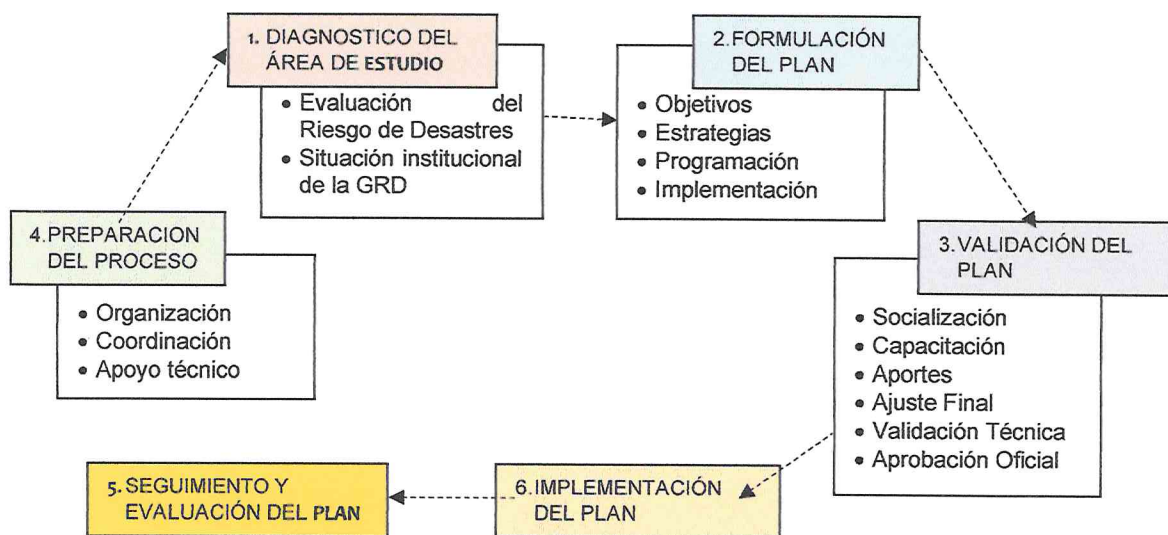 1. DIAGNOSTICO DEL
ÁREA DE ESTUDIO
• Evaluación del
Riesgo de Desastres
• Situación institucional
de la GRD
2.FORMULACIÓN
DEL PLAN
• Objetivos
• Estrategias
• Programación
• Implementación
4.PREPARACION
DEL PROCESO
• Organización
• Coordinación
• Apoyo técnico
3.VALIDACIÓN DEL
PLAN
• Socialización
• Capacitación
• Aportes
• Ajuste Final
• Validación Técnica
• Aprobación Oficial
5. SEGUIMIENTO Y
EVALUACIÓN DEL PLAN
6.IMPLEMENTACIÓN
DEL PLAN